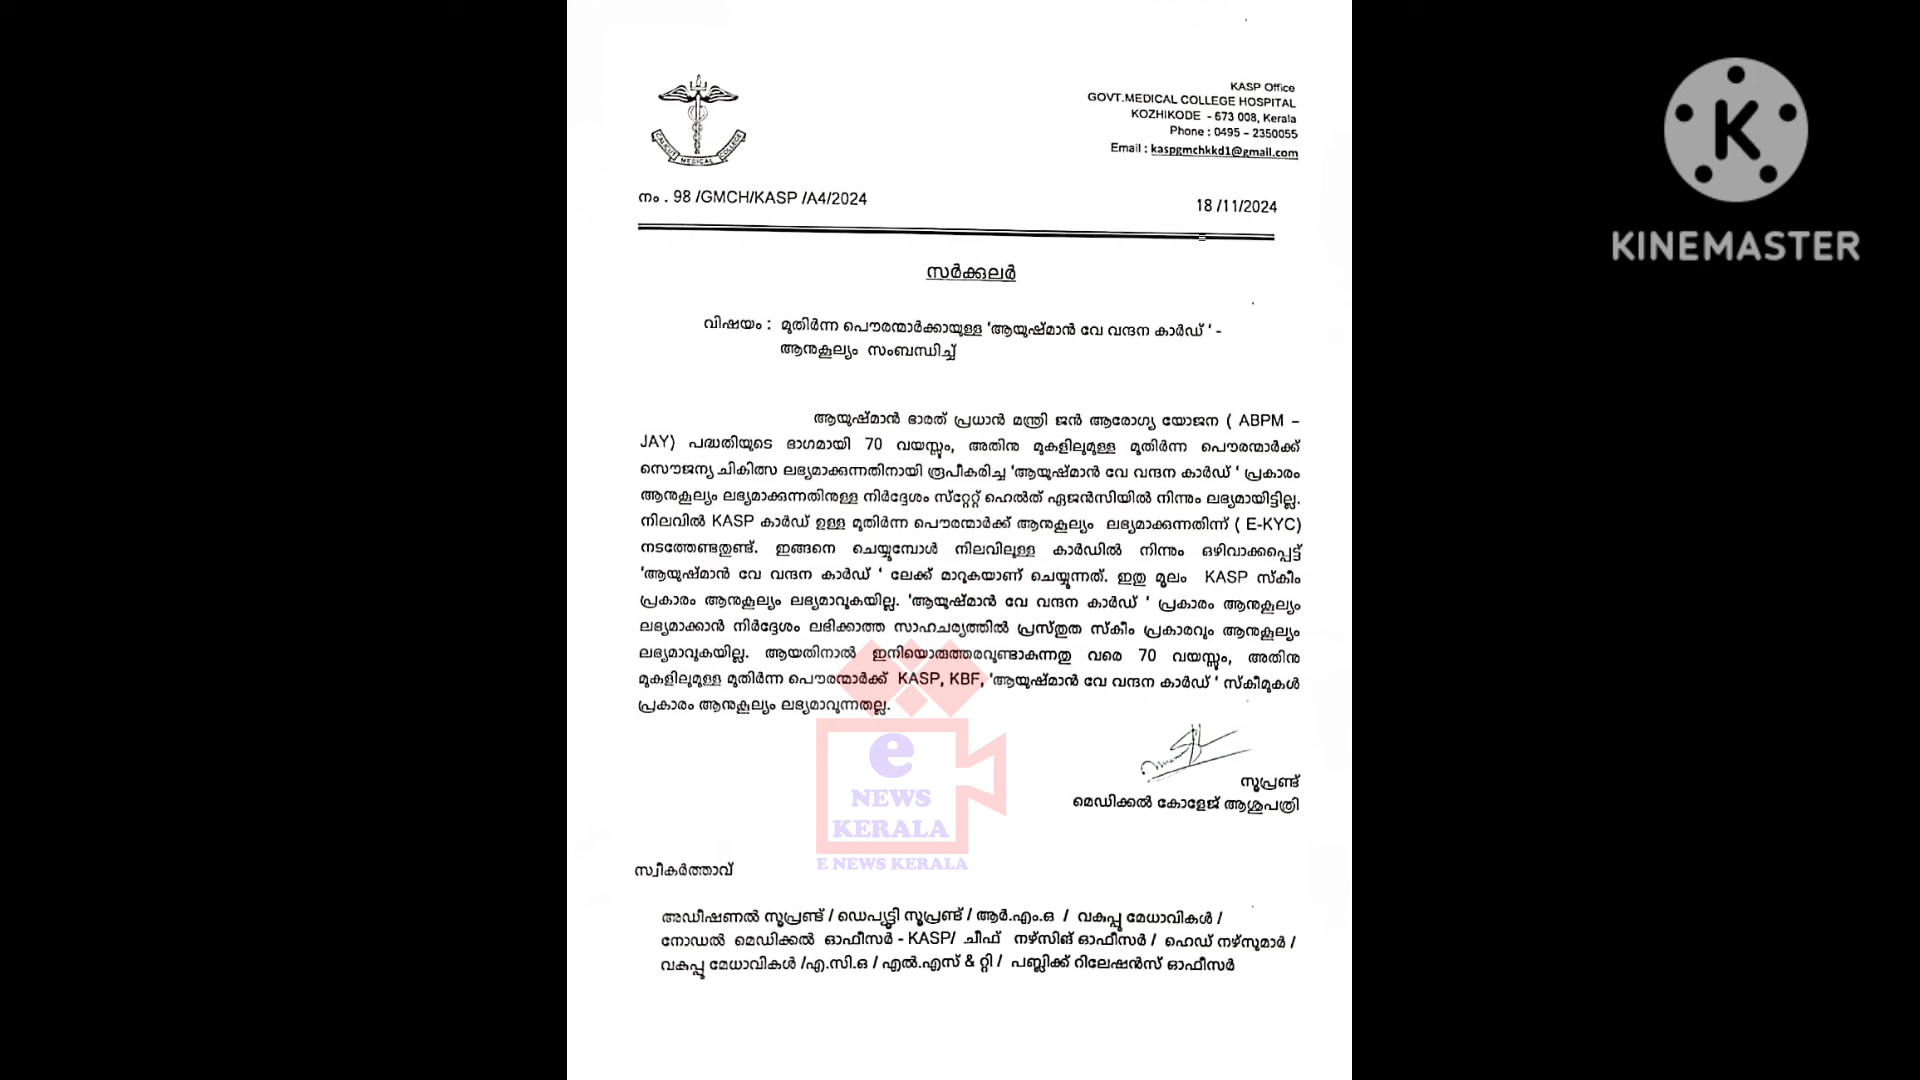 CALICUT MEDICAL COLLEGE
KASP Office
GOVT.MEDICAL COLLEGE HOSPITAL
KOZHIKODE - 673 008, Kerala
Phone : 0495 – 2350055
Email : kaspgmchkkd1@gmail.com
നം . 98 /GMCH/KASP /A4/2024
18 /11/2024
സർക്കുലർ
വിഷയം : മുതിർന്ന പൌരന്മാർക്കായുള്ള ‘ആയുഷ്മാൻ വേ വന്ദന കാർഡ് ‘ -
ആനുകൂല്യം സംബന്ധിച്ച്
ആയുഷ്മാൻ ഭാരത് പ്രധാൻ മന്ത്രി ജൻ ആരോഗ്യ യോജന ( ABPM –
JAY) പദ്ധതിയുടെ ഭാഗമായി 70 വയസ്സും, അതിനു മുകളിലുമുള്ള മുതിർന്ന പൌരന്മാർക്ക്
സൌജന്യ ചികിത്സ ലഭ്യമാക്കുന്നതിനായി രൂപീകരിച്ച ‘ആയുഷ്മാൻ വേ വന്ദന കാർഡ് ‘ പ്രകാരം
ആനുകൂല്യം ലഭ്യമാക്കുന്നതിനുള്ള നിർദ്ദേശം സ്റ്റേറ്റ് ഹെൽത് ഏജൻസിയിൽ നിന്നും ലഭ്യമായിട്ടില്ല.
നിലവിൽ KASP കാർഡ് ഉള്ള മുതിർന്ന പൌരന്മാർക്ക് ആനുകൂല്യം ലഭ്യമാക്കുന്നതിന് ( E-KYC)
നടത്തേണ്ടതുണ്ട്. ഇങ്ങനെ ചെയ്യുമ്പോൾ നിലവിലുള്ള കാർഡിൽ നിന്നും ഒഴിവാക്കപ്പെട്ട്
‘ആയുഷ്മാൻ വേ വന്ദന കാർഡ് ‘ ലേക്ക് മാറുകയാണ് ചെയ്യുന്നത്. ഇതു മൂലം KASP സ്കീം
പ്രകാരം ആനുകൂല്യം ലഭ്യമാവുകയില്ല. ‘ആയുഷ്മാൻ വേ വന്ദന കാർഡ് ‘ പ്രകാരം ആനുകൂല്യം
ലഭ്യമാക്കാൻ നിർദ്ദേശം ലഭിക്കാത്ത സാഹചര്യത്തിൽ പ്രസ്തുത സ്കീം പ്രകാരവും ആനുകൂല്യം
ലഭ്യമാവുകയില്ല. ആയതിനാൽ ഇനിയൊരുത്തരവുണ്ടാകുന്നതു വരെ 70 വയസ്സും, അതിനു
മുകളിലുമുള്ള മുതിർന്ന പൌരന്മാർക്ക് KASP, KBF, ‘ആയുഷ്മാൻ വേ വന്ദന കാർഡ് ‘ സ്കീമുകൾ
പ്രകാരം ആനുകൂല്യം ലഭ്യമാവുന്നതല്ല.
സൂപ്രണ്ട്
മെഡിക്കൽ കോളേജ് ആശുപത്രി
സ്വീകർത്താവ്
അഡീഷണൽ സൂപ്രണ്ട് / ഡെപ്യൂട്ടി സൂപ്രണ്ട് / ആർ.എം.ഒ / വകുപ്പു മേധാവികൾ /
നോഡൽ മെഡിക്കൽ ഓഫീസർ - KASP/ ചീഫ് നഴ്സിങ് ഓഫീസർ / ഹെഡ് നഴ്സുമാർ /
വകുപ്പു മേധാവികൾ /എ.സി.ഒ / എൽ.എസ് & റ്റി / പബ്ലിക്ക് റിലേഷൻസ് ഓഫീസർ
e
NEWS
KERALA
E NEWS KERALA
K
KINEMASTER